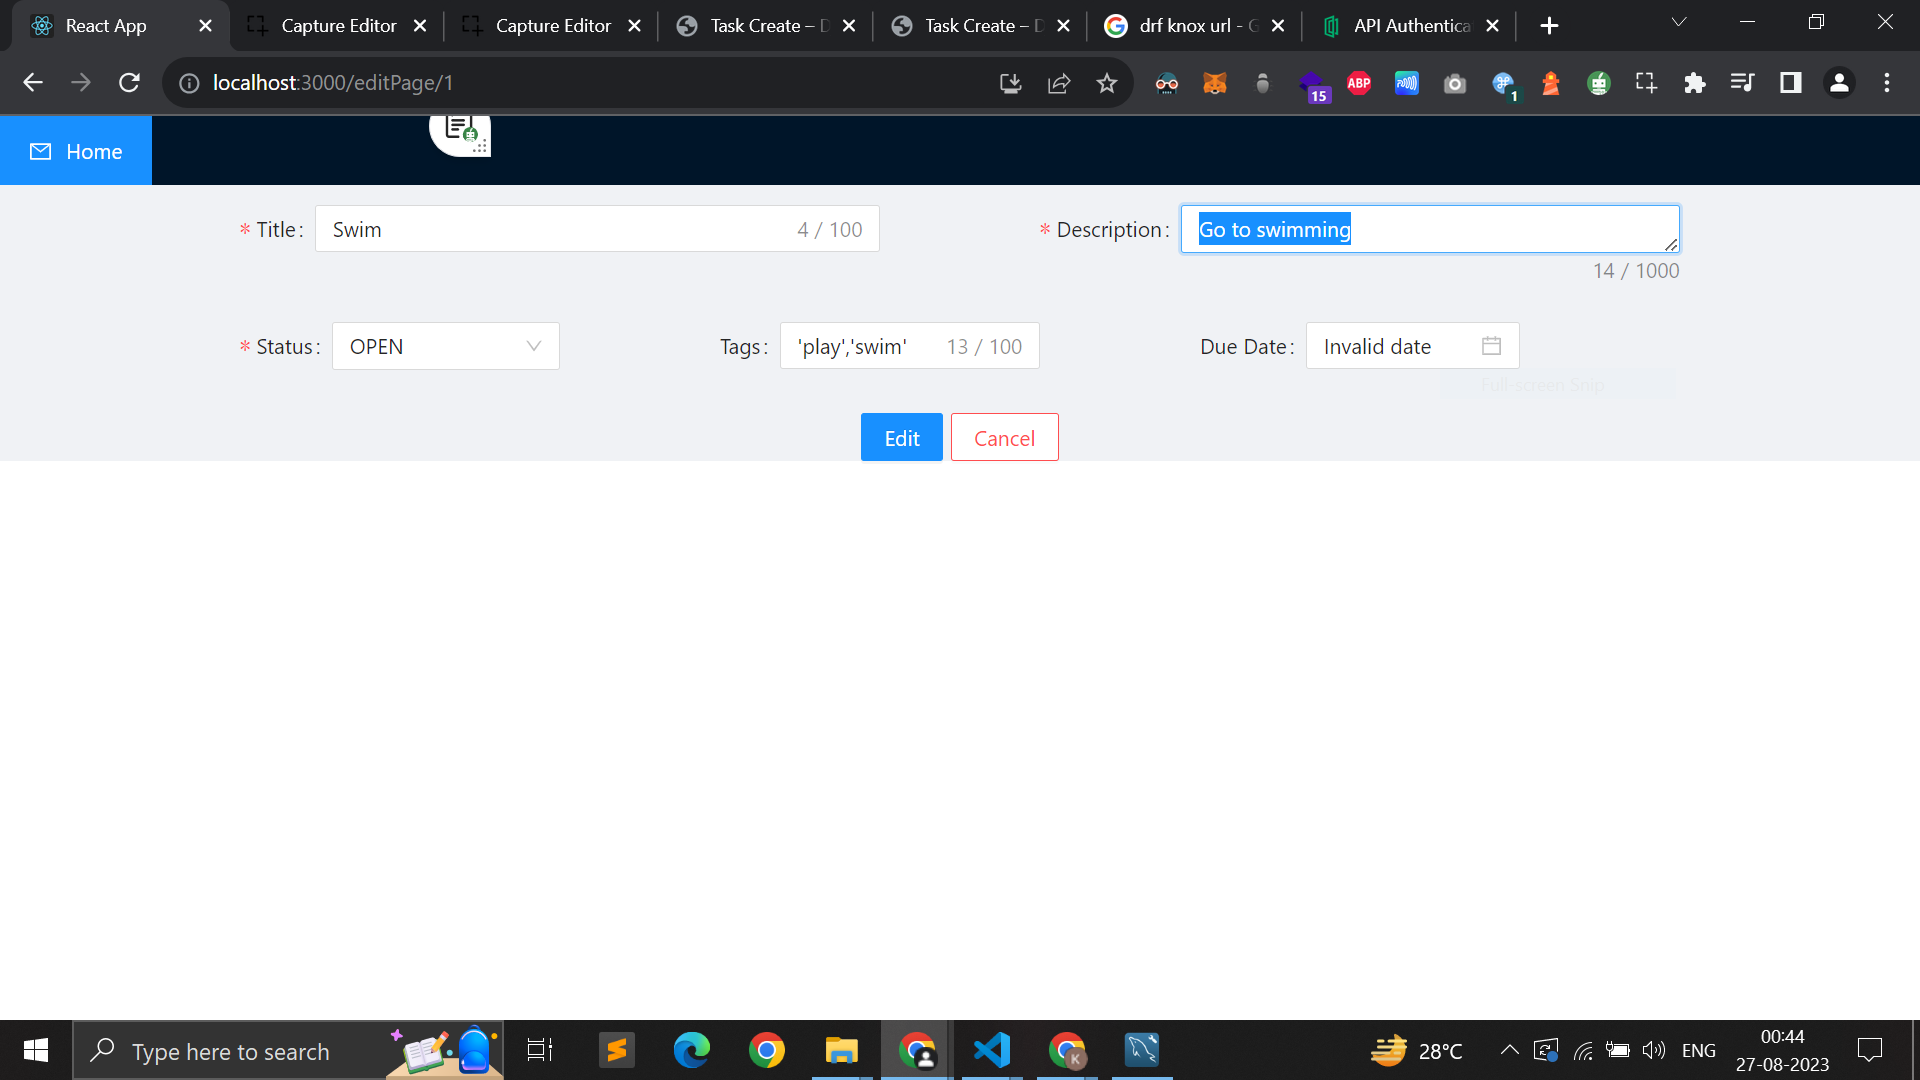 React App
Capture Editor
Capture Editor
Task Create – D
Task Create – D
drf knox url - G
API Authentica
localhost:3000/editPage/1
15
ABP
1
Home
* Title: Swim 4 / 100
* Description: Go to swimming
14 / 1000
* Status: OPEN
Tags: 'play','swim' 13 / 100
Due Date: Invalid date
Full-screen Snip
Edit Cancel
Type here to search
K
28°C
ENG
00:44
27-08-2023